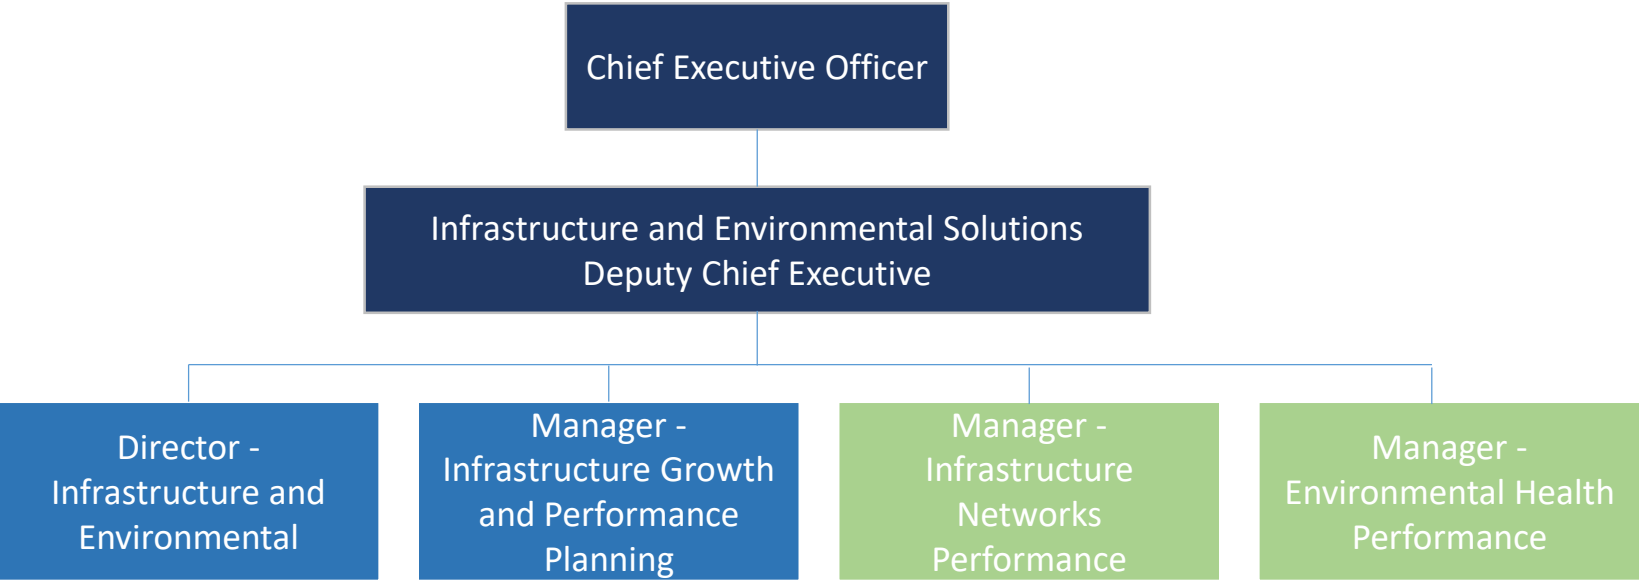 Chief Executive Officer
Infrastructure and Environmental Solutions
Deputy Chief Executive
Director -
Infrastructure and
Environmental
Manager -
Infrastructure Growth
and Performance
Planning
Manager -
Infrastructure
Networks
Performance
Manager -
Environmental Health
Performance